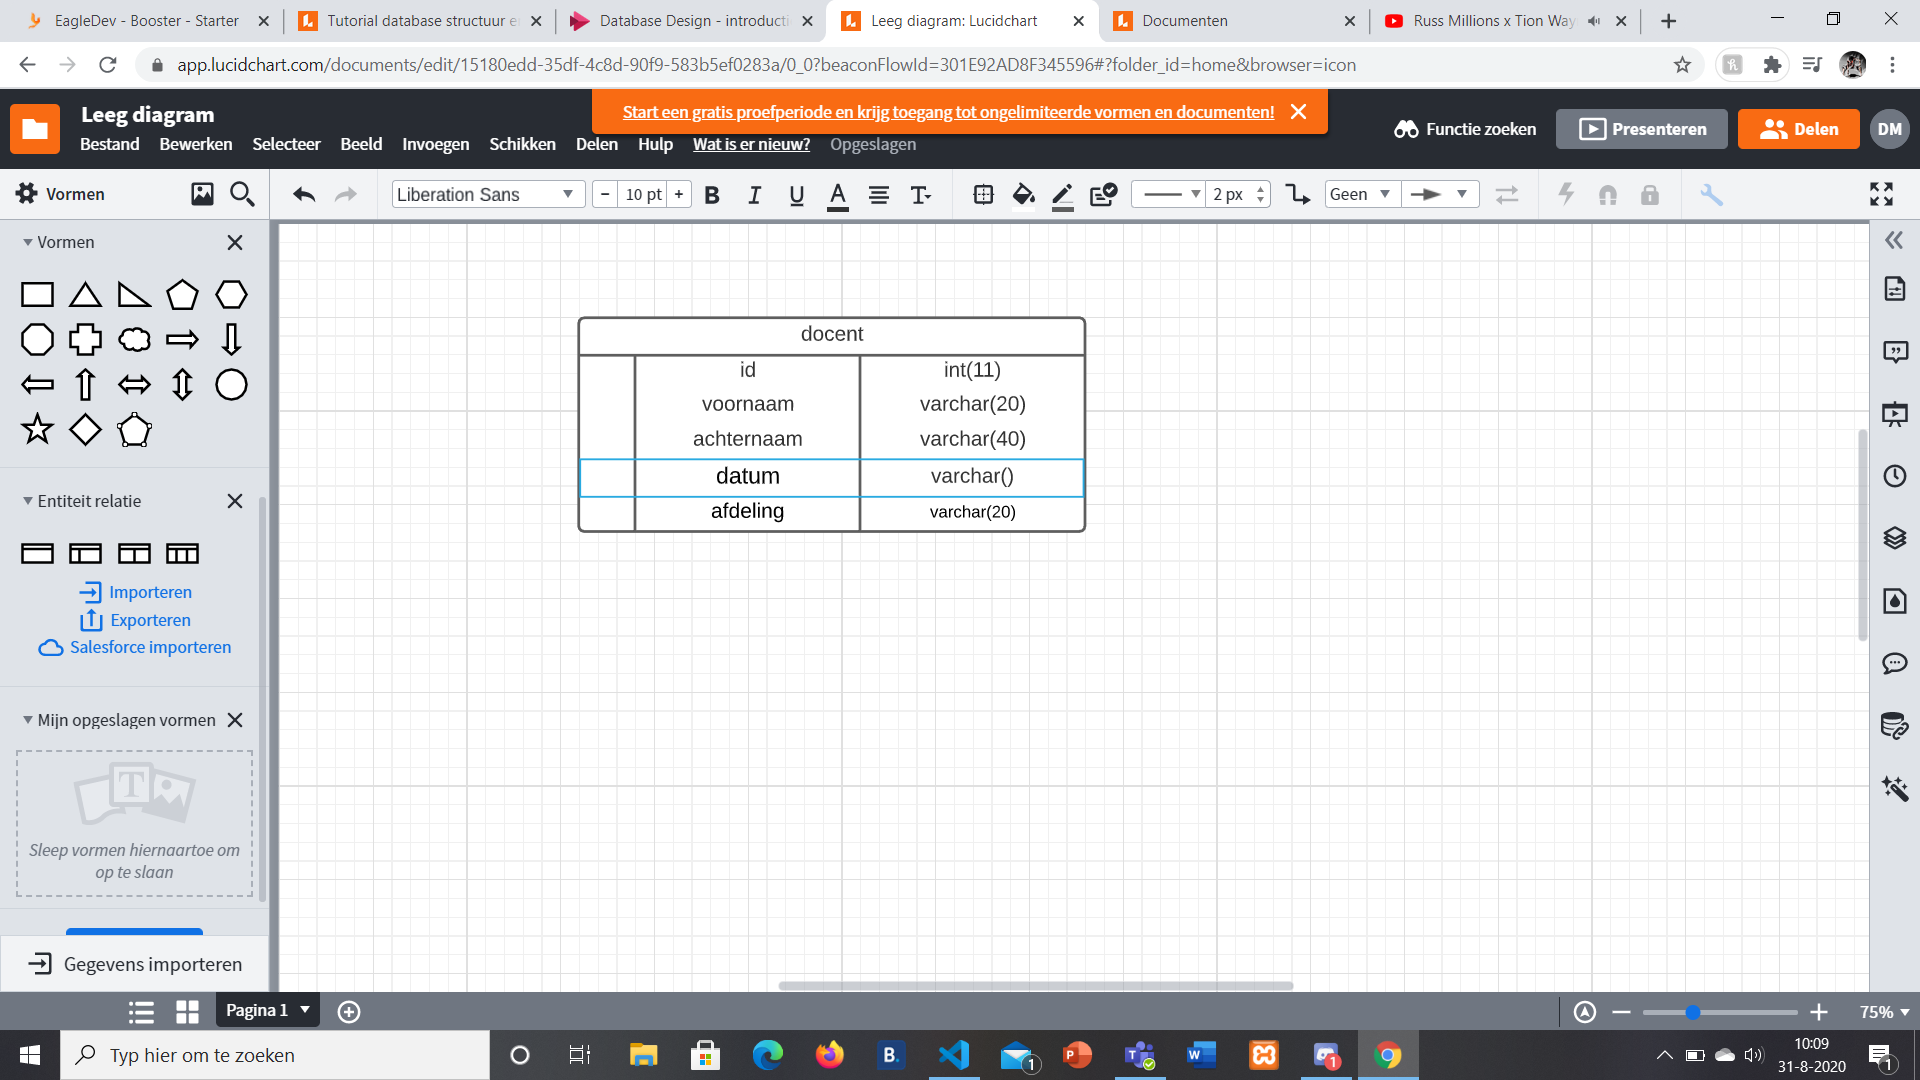 EagleDev - Booster - Starter
Tutorial database structuur e
Database Design - introducti
Leeg diagram: Lucidchart
Documenten
Russ Millions x Tion Way
app.lucidchart.com/documents/edit/15180edd-35df-4c8d-90f9-583b5ef0283a/0_0?beaconFlowId=301E92AD8F345596#?folder_id=home&browser=icon
Leeg diagram
Start een gratis proefperiode en krijg toegang tot ongelimiteerde vormen en documenten!
Bestand Bewerken Selecteer Beeld Invoegen Schikken Delen Hulp Wat is er nieuw? Opgeslagen
Functie zoeken
Presenteren
Delen
DM
Vormen
Liberation Sans
- 10 pt +
B I U A T
2 px
Geen
Vormen
Entiteit relatie
Importeren
Exporteren
Salesforce importeren
Mijn opgeslagen vormen
T
Sleep vormen hiernaartoe om
op te slaan
Gegevens importeren
docent
id int(11)
voornaam varchar(20)
achternaam varchar(40)
datum varchar()
afdeling varchar(20)
Pagina 1
75%
Typ hier om te zoeken
B.
1
P
T
W
1
10:09
31-8-2020
1